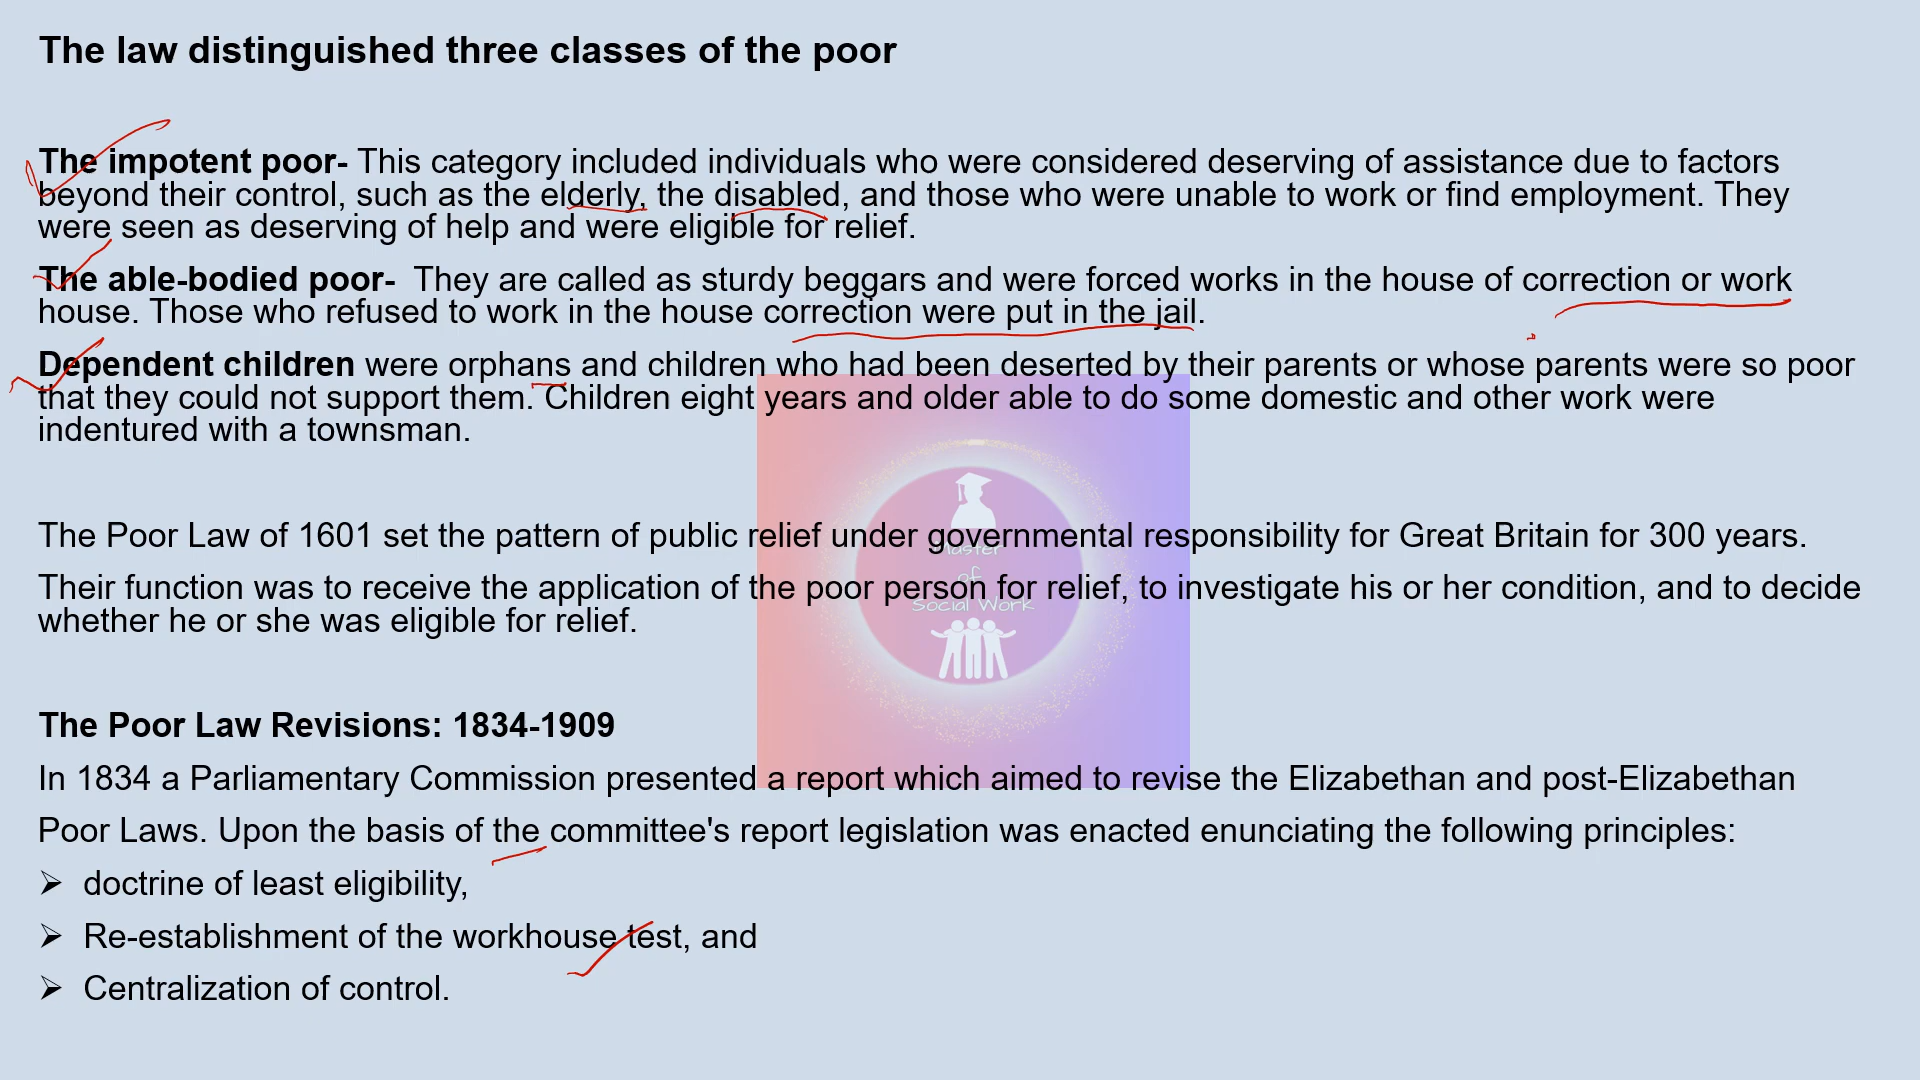 The law distinguished three classes of the poor
The impotent poor- This category included individuals who were considered deserving of assistance due to factors
beyond their control, such as the elderly, the disabled, and those who were unable to work or find employment. They
were seen as deserving of help and were eligible for relief.
The able-bodied poor-  They are called as sturdy beggars and were forced works in the house of correction or work
house. Those who refused to work in the house correction were put in the jail.
Dependent children were orphans and children who had been deserted by their parents or whose parents were so poor
that they could not support them. Children eight years and older able to do some domestic and other work were
indentured with a townsman.
The Poor Law of 1601 set the pattern of public relief under governmental responsibility for Great Britain for 300 years.
Master
of
Their function was to receive the application of the poor person for relief, to investigate his or her condition, and to decide
Social Work
whether he or she was eligible for relief.
The Poor Law Revisions: 1834-1909
In 1834 a Parliamentary Commission presented a report which aimed to revise the Elizabethan and post-Elizabethan
Poor Laws. Upon the basis of the committee's report legislation was enacted enunciating the following principles:
➢ doctrine of least eligibility,
➢ Re-establishment of the workhouse test, and
➢ Centralization of control.